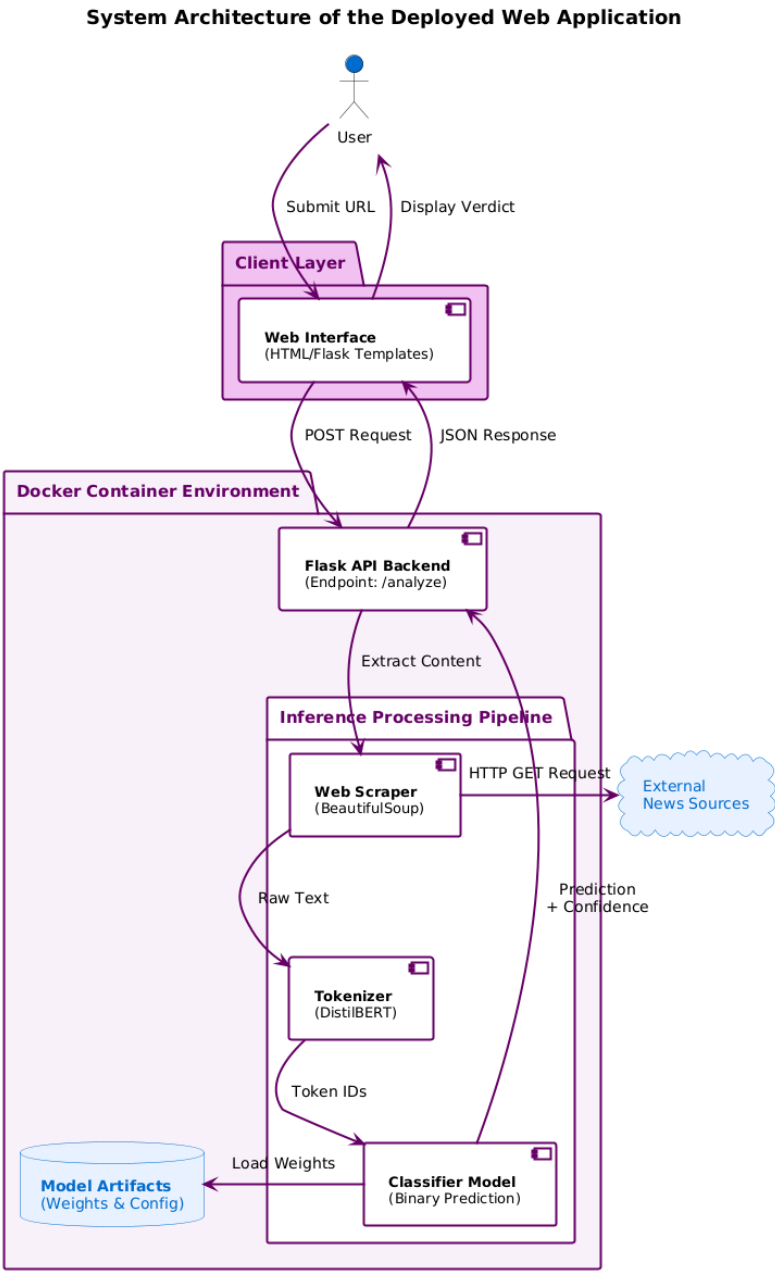 System Architecture of the Deployed Web Application
User
Submit URL
Display Verdict
Client Layer
Web Interface
(HTML/Flask Templates)
POST Request
JSON Response
Docker Container Environment
Flask API Backend
(Endpoint: /analyze)
Extract Content
Inference Processing Pipeline
Web Scraper
(BeautifulSoup)
HTTP GET Request
External
News Sources
Raw Text
Prediction
+ Confidence
Tokenizer
(DistilBERT)
Token IDs
Model Artifacts
(Weights & Config)
Load Weights
Classifier Model
(Binary Prediction)